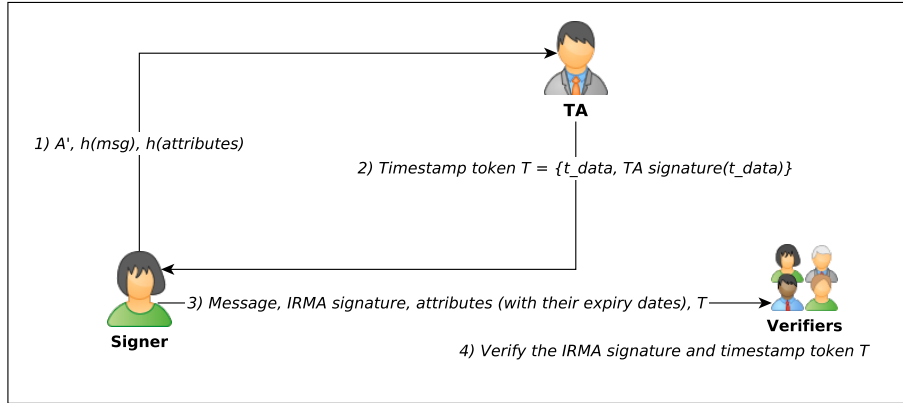 TA
1) A', h(msg), h(attributes)
2) Timestamp token T = {t_data, TA signature(t_data)}
3) Message, IRMA signature, attributes (with their expiry dates), T
Signer
Verifiers
4) Verify the IRMA signature and timestamp token T